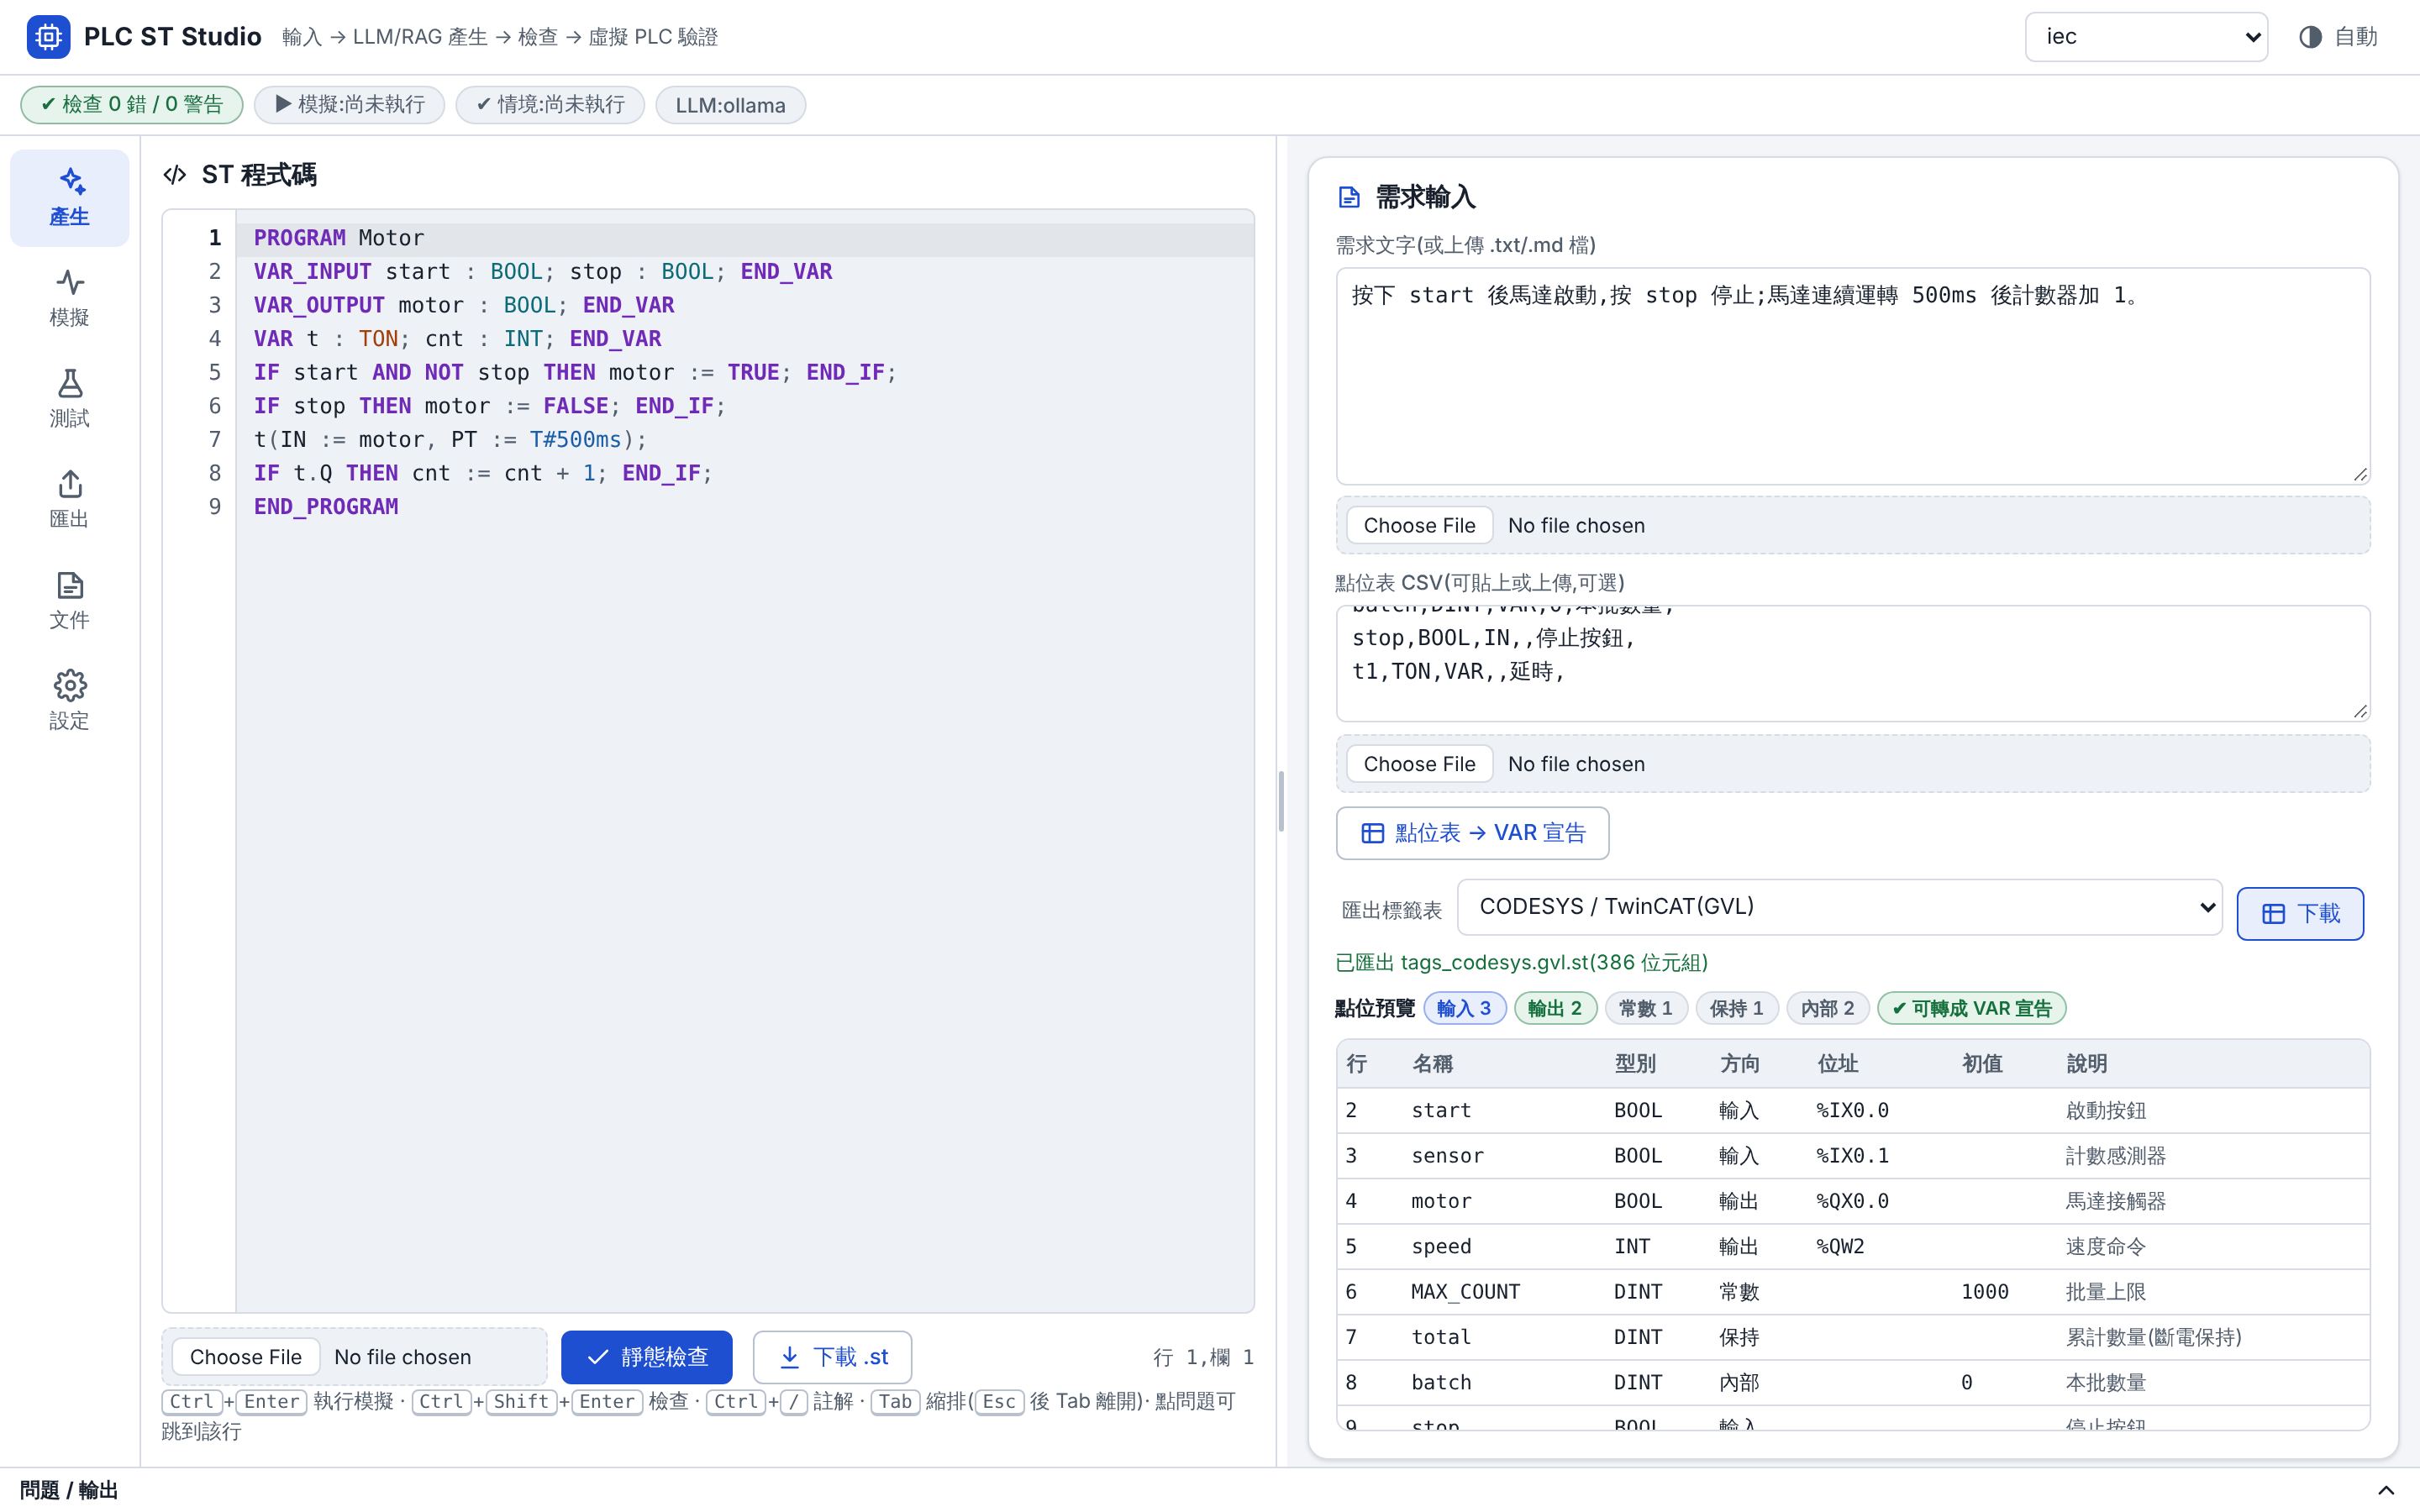 PLC ST Studio 輸入 → LLM/RAG 產生 → 檢查 → 虛擬 PLC 驗證
iec
自動
✔ 檢查 0 錯 / 0 警告
▶ 模擬:尚未執行
✔ 情境:尚未執行
LLM:ollama
產生
模擬
測試
匯出
文件
設定
ST 程式碼
1 PROGRAM Motor
2 VAR_INPUT start : BOOL; stop : BOOL; END_VAR
3 VAR_OUTPUT motor : BOOL; END_VAR
4 VAR t : TON; cnt : INT; END_VAR
5 IF start AND NOT stop THEN motor := TRUE; END_IF;
6 IF stop THEN motor := FALSE; END_IF;
7 t(IN := motor, PT := T#500ms);
8 IF t.Q THEN cnt := cnt + 1; END_IF;
9 END_PROGRAM
Choose File No file chosen
靜態檢查
下載 .st
行 1,欄 1
Ctrl+Enter 執行模擬 · Ctrl+Shift+Enter 檢查 · Ctrl+/ 註解 · Tab 縮排(Esc 後 Tab 離開)· 點問題可
跳到該行
需求輸入
需求文字(或上傳 .txt/.md 檔)
按下 start 後馬達啟動,按 stop 停止;馬達連續運轉 500ms 後計數器加 1。
Choose File No file chosen
點位表 CSV(可貼上或上傳,可選)
batch,DINT,VAR,0,本批數量,
stop,BOOL,IN,,停止按鈕,
t1,TON,VAR,,延時,
Choose File No file chosen
點位表 → VAR 宣告
匯出標籤表 CODESYS / TwinCAT(GVL) 下載
已匯出 tags_codesys.gvl.st(386 位元組)
點位預覽 輸入 3 輸出 2 常數 1 保持 1 內部 2 ✔ 可轉成 VAR 宣告
行 名稱 型別 方向 位址 初值 說明
2 start BOOL 輸入 %IX0.0 啟動按鈕
3 sensor BOOL 輸入 %IX0.1 計數感測器
4 motor BOOL 輸出 %QX0.0 馬達接觸器
5 speed INT 輸出 %QW2 速度命令
6 MAX_COUNT DINT 常數 1000 批量上限
7 total DINT 保持 累計數量(斷電保持)
8 batch DINT 內部 0 本批數量
9 stop BOOL 輸入 停止按鈕
問題 / 輸出